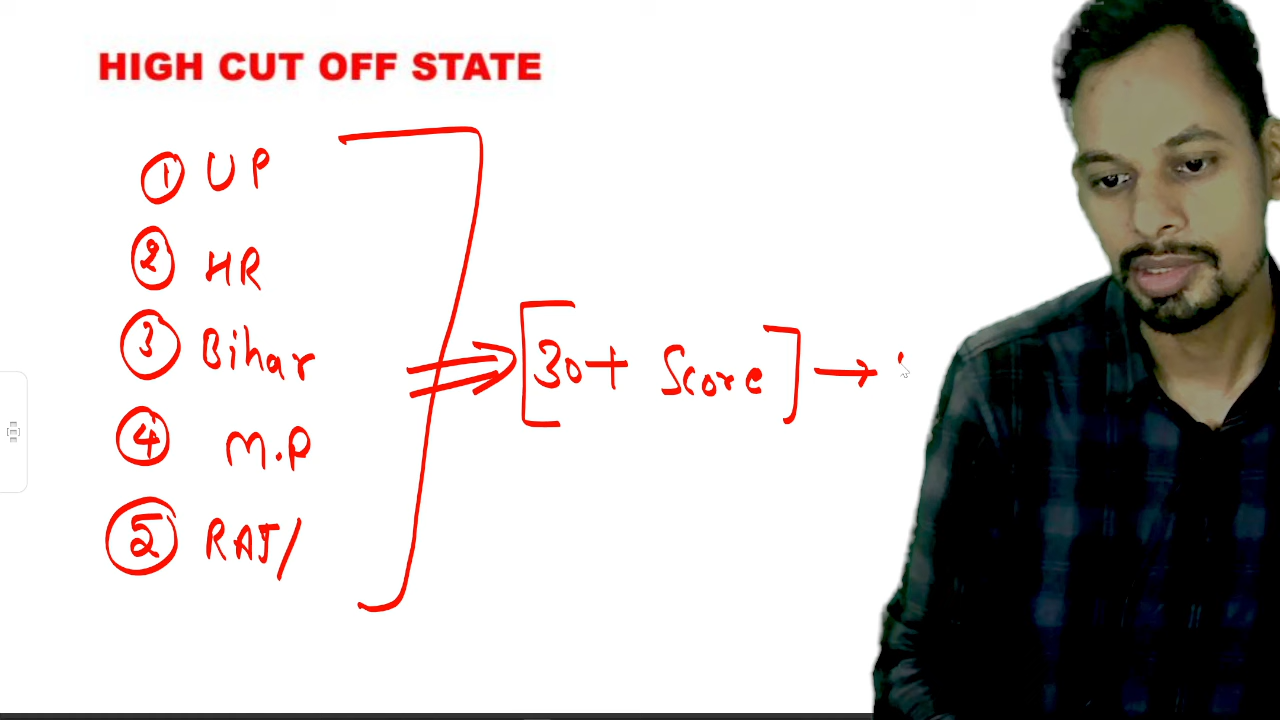 HIGH CUT OFF STATE
① UP
② HR
③ Bihar
④ M.P
⑤ RAJ/
[30+ Score] →